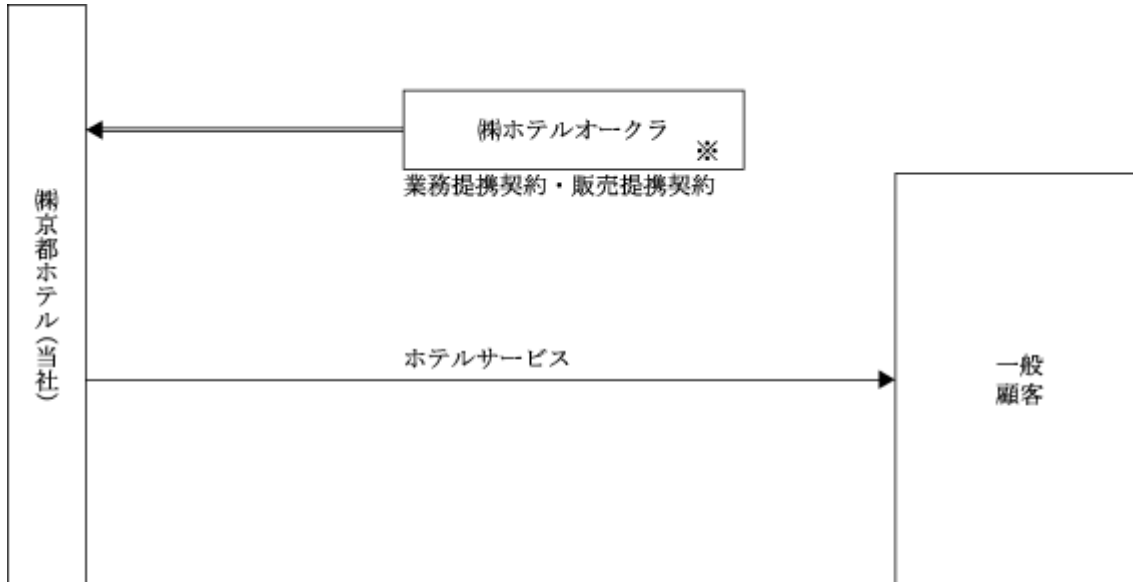 ㈱京都ホテル(当社)
㈱ホテルオークラ
※
業務提携契約・販売提携契約
ホテルサービス
一般
顧客